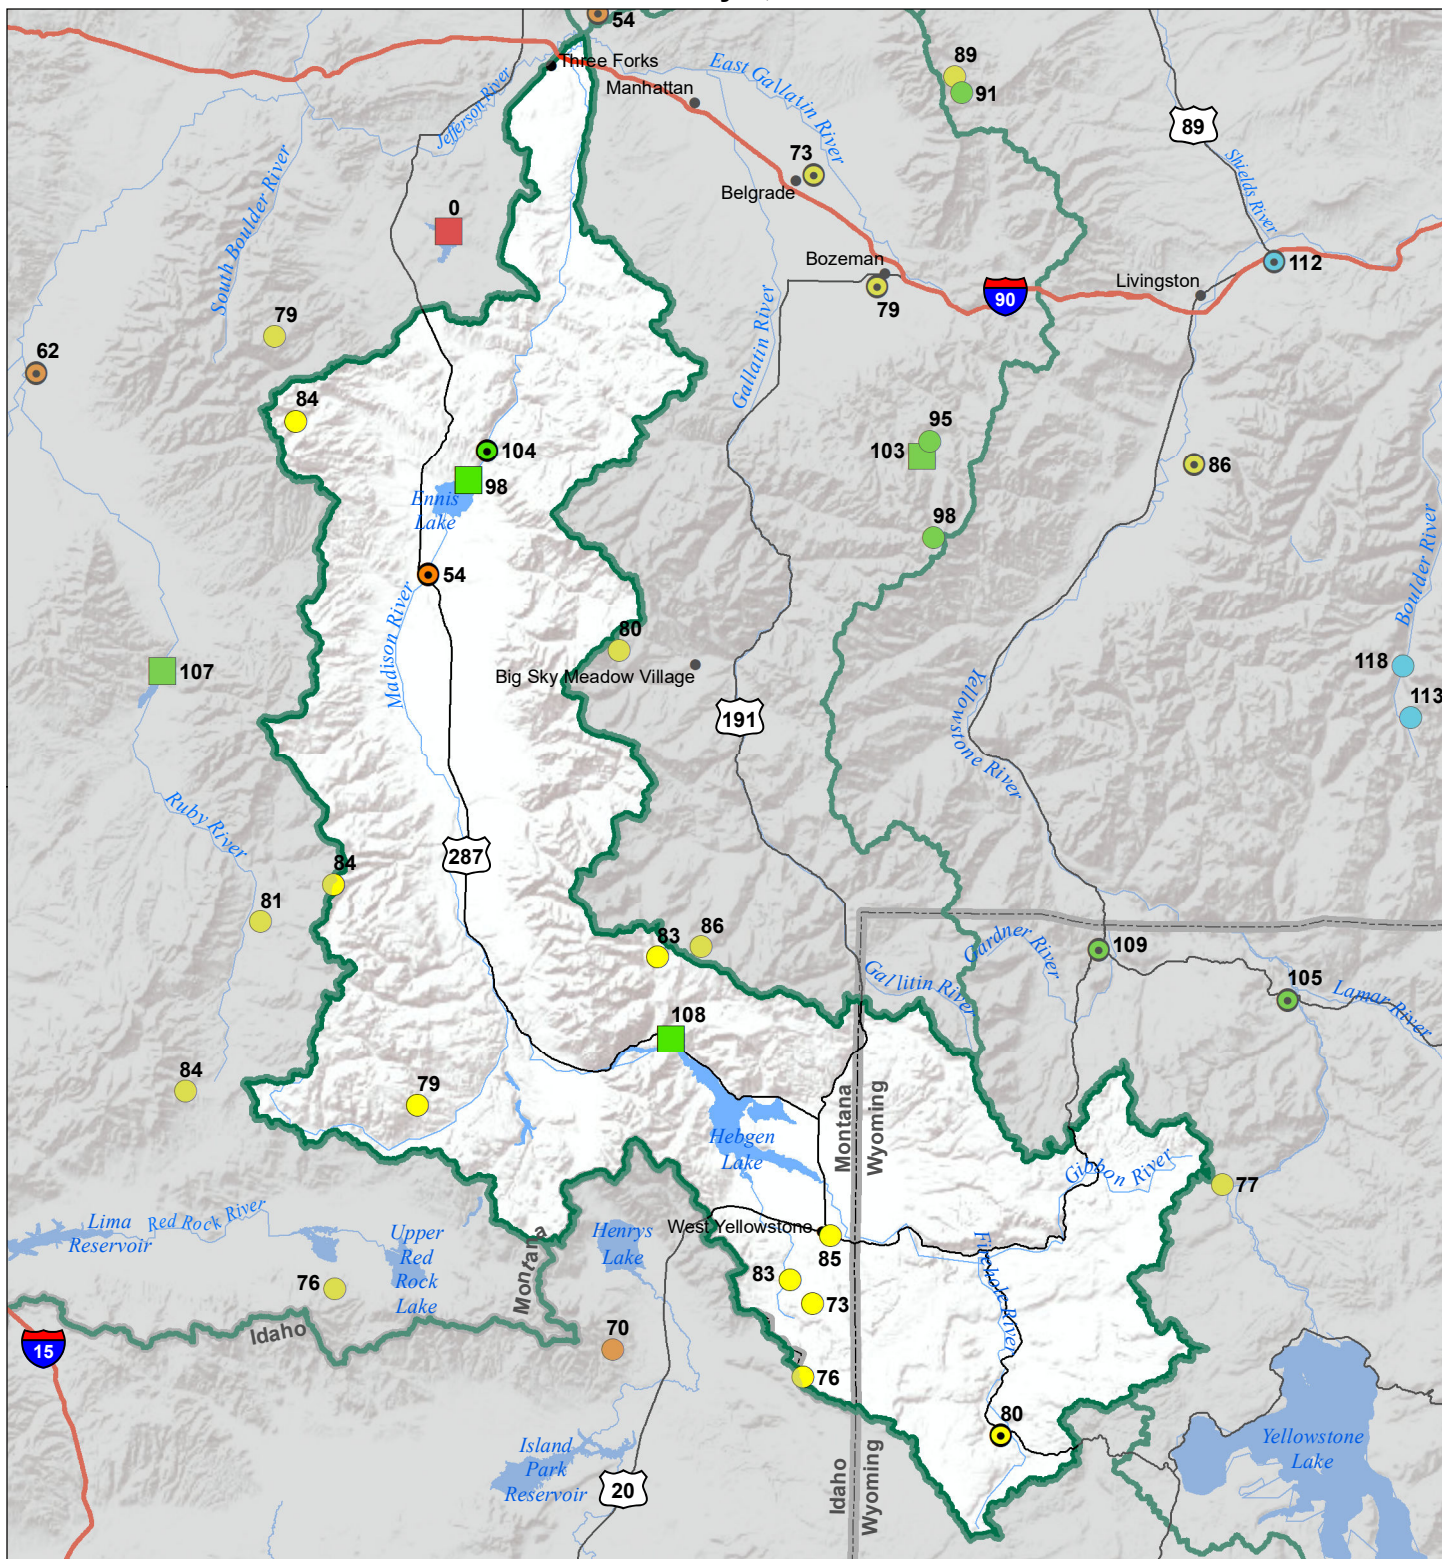 54
Three Forks
Jefferson River
Manhattan
East Gallatin River
89
91
89
Shields River
73
Belgrade
South Boulder River
0
Bozeman
79
90
Livingston
112
Gallatin River
79
62
84
104
98
Ennis
Lake
95
103
98
86
Boulder River
54
Madison River
80
Big Sky Meadow Village
107
191
Yellowstone River
118
113
Ruby River
287
84
81
83
86
Gallitin River
Gardner River
109
105
Lamar River
108
84
79
Hebgen
Lake
Montana
Wyoming
Gibbon River
77
Lima
Reservoir
Red Rock River
Upper
Red
Rock
Lake
Montana
Henrys
Lake
West Yellowstone
85
Firehole River
83
73
76
Idaho
15
70
76
80
Island
Park
Reservoir
20
Idaho
Wyoming
Yellowstone
Lake